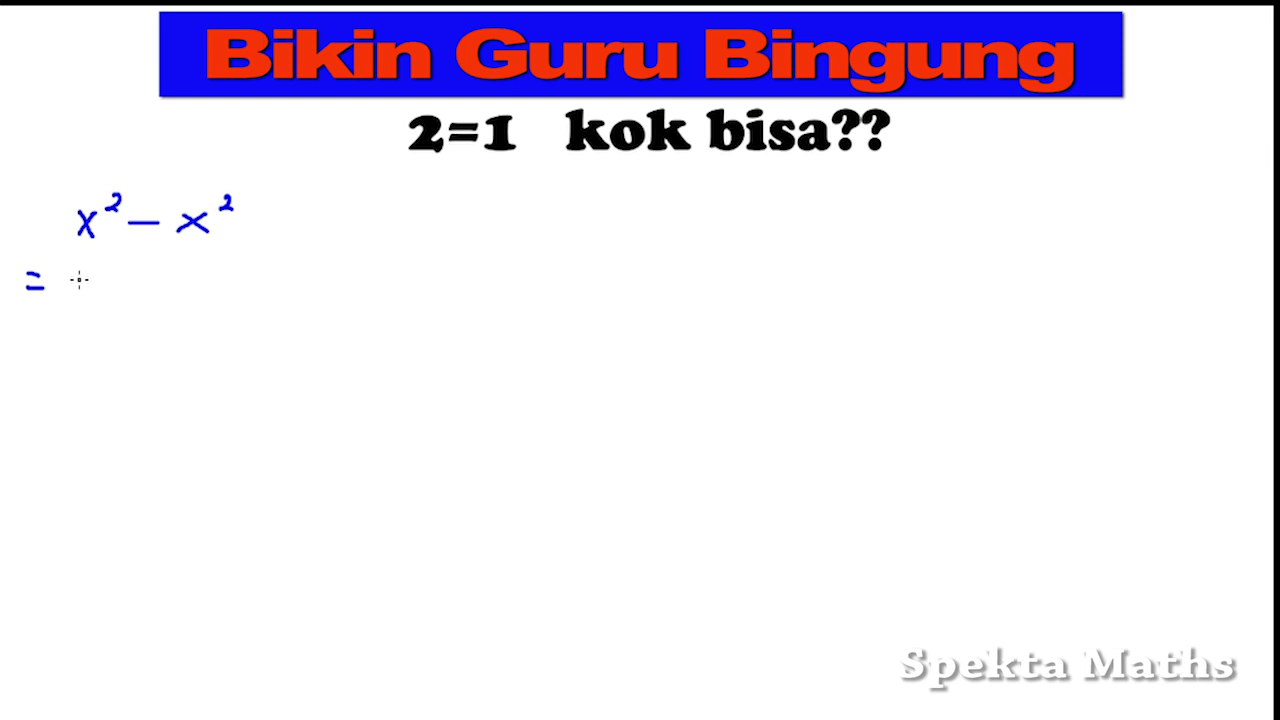 Bikin Guru Bingung
2=1 kok bisa??
x² – x²
=
Spekta Maths